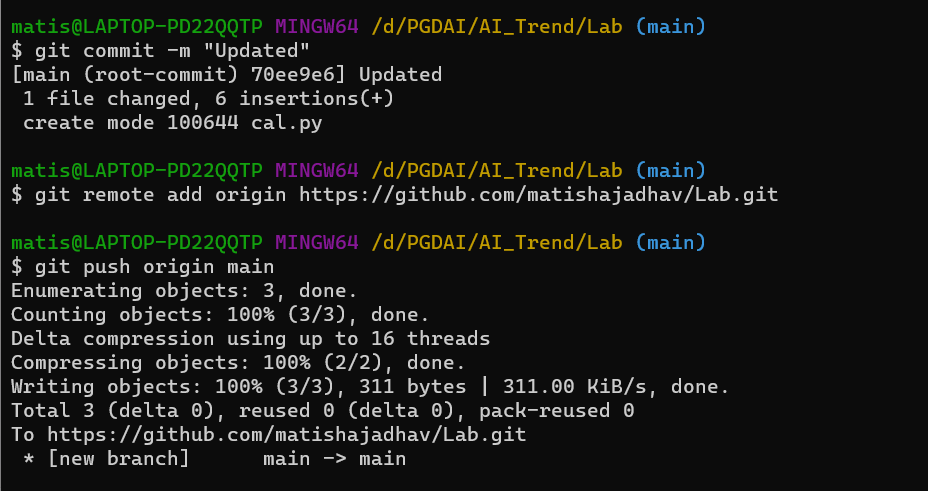 matis@LAPTOP-PD22QQTP MINGW64 /d/PGDAI/AI_Trend/Lab (main)
$ git commit -m "Updated"
[main (root-commit) 70ee9e6] Updated
 1 file changed, 6 insertions(+)
 create mode 100644 cal.py
matis@LAPTOP-PD22QQTP MINGW64 /d/PGDAI/AI_Trend/Lab (main)
$ git remote add origin https://github.com/matishajadhav/Lab.git
matis@LAPTOP-PD22QQTP MINGW64 /d/PGDAI/AI_Trend/Lab (main)
$ git push origin main
Enumerating objects: 3, done.
Counting objects: 100% (3/3), done.
Delta compression using up to 16 threads
Compressing objects: 100% (2/2), done.
Writing objects: 100% (3/3), 311 bytes | 311.00 KiB/s, done.
Total 3 (delta 0), reused 0 (delta 0), pack-reused 0
To https://github.com/matishajadhav/Lab.git
 * [new branch]      main -> main